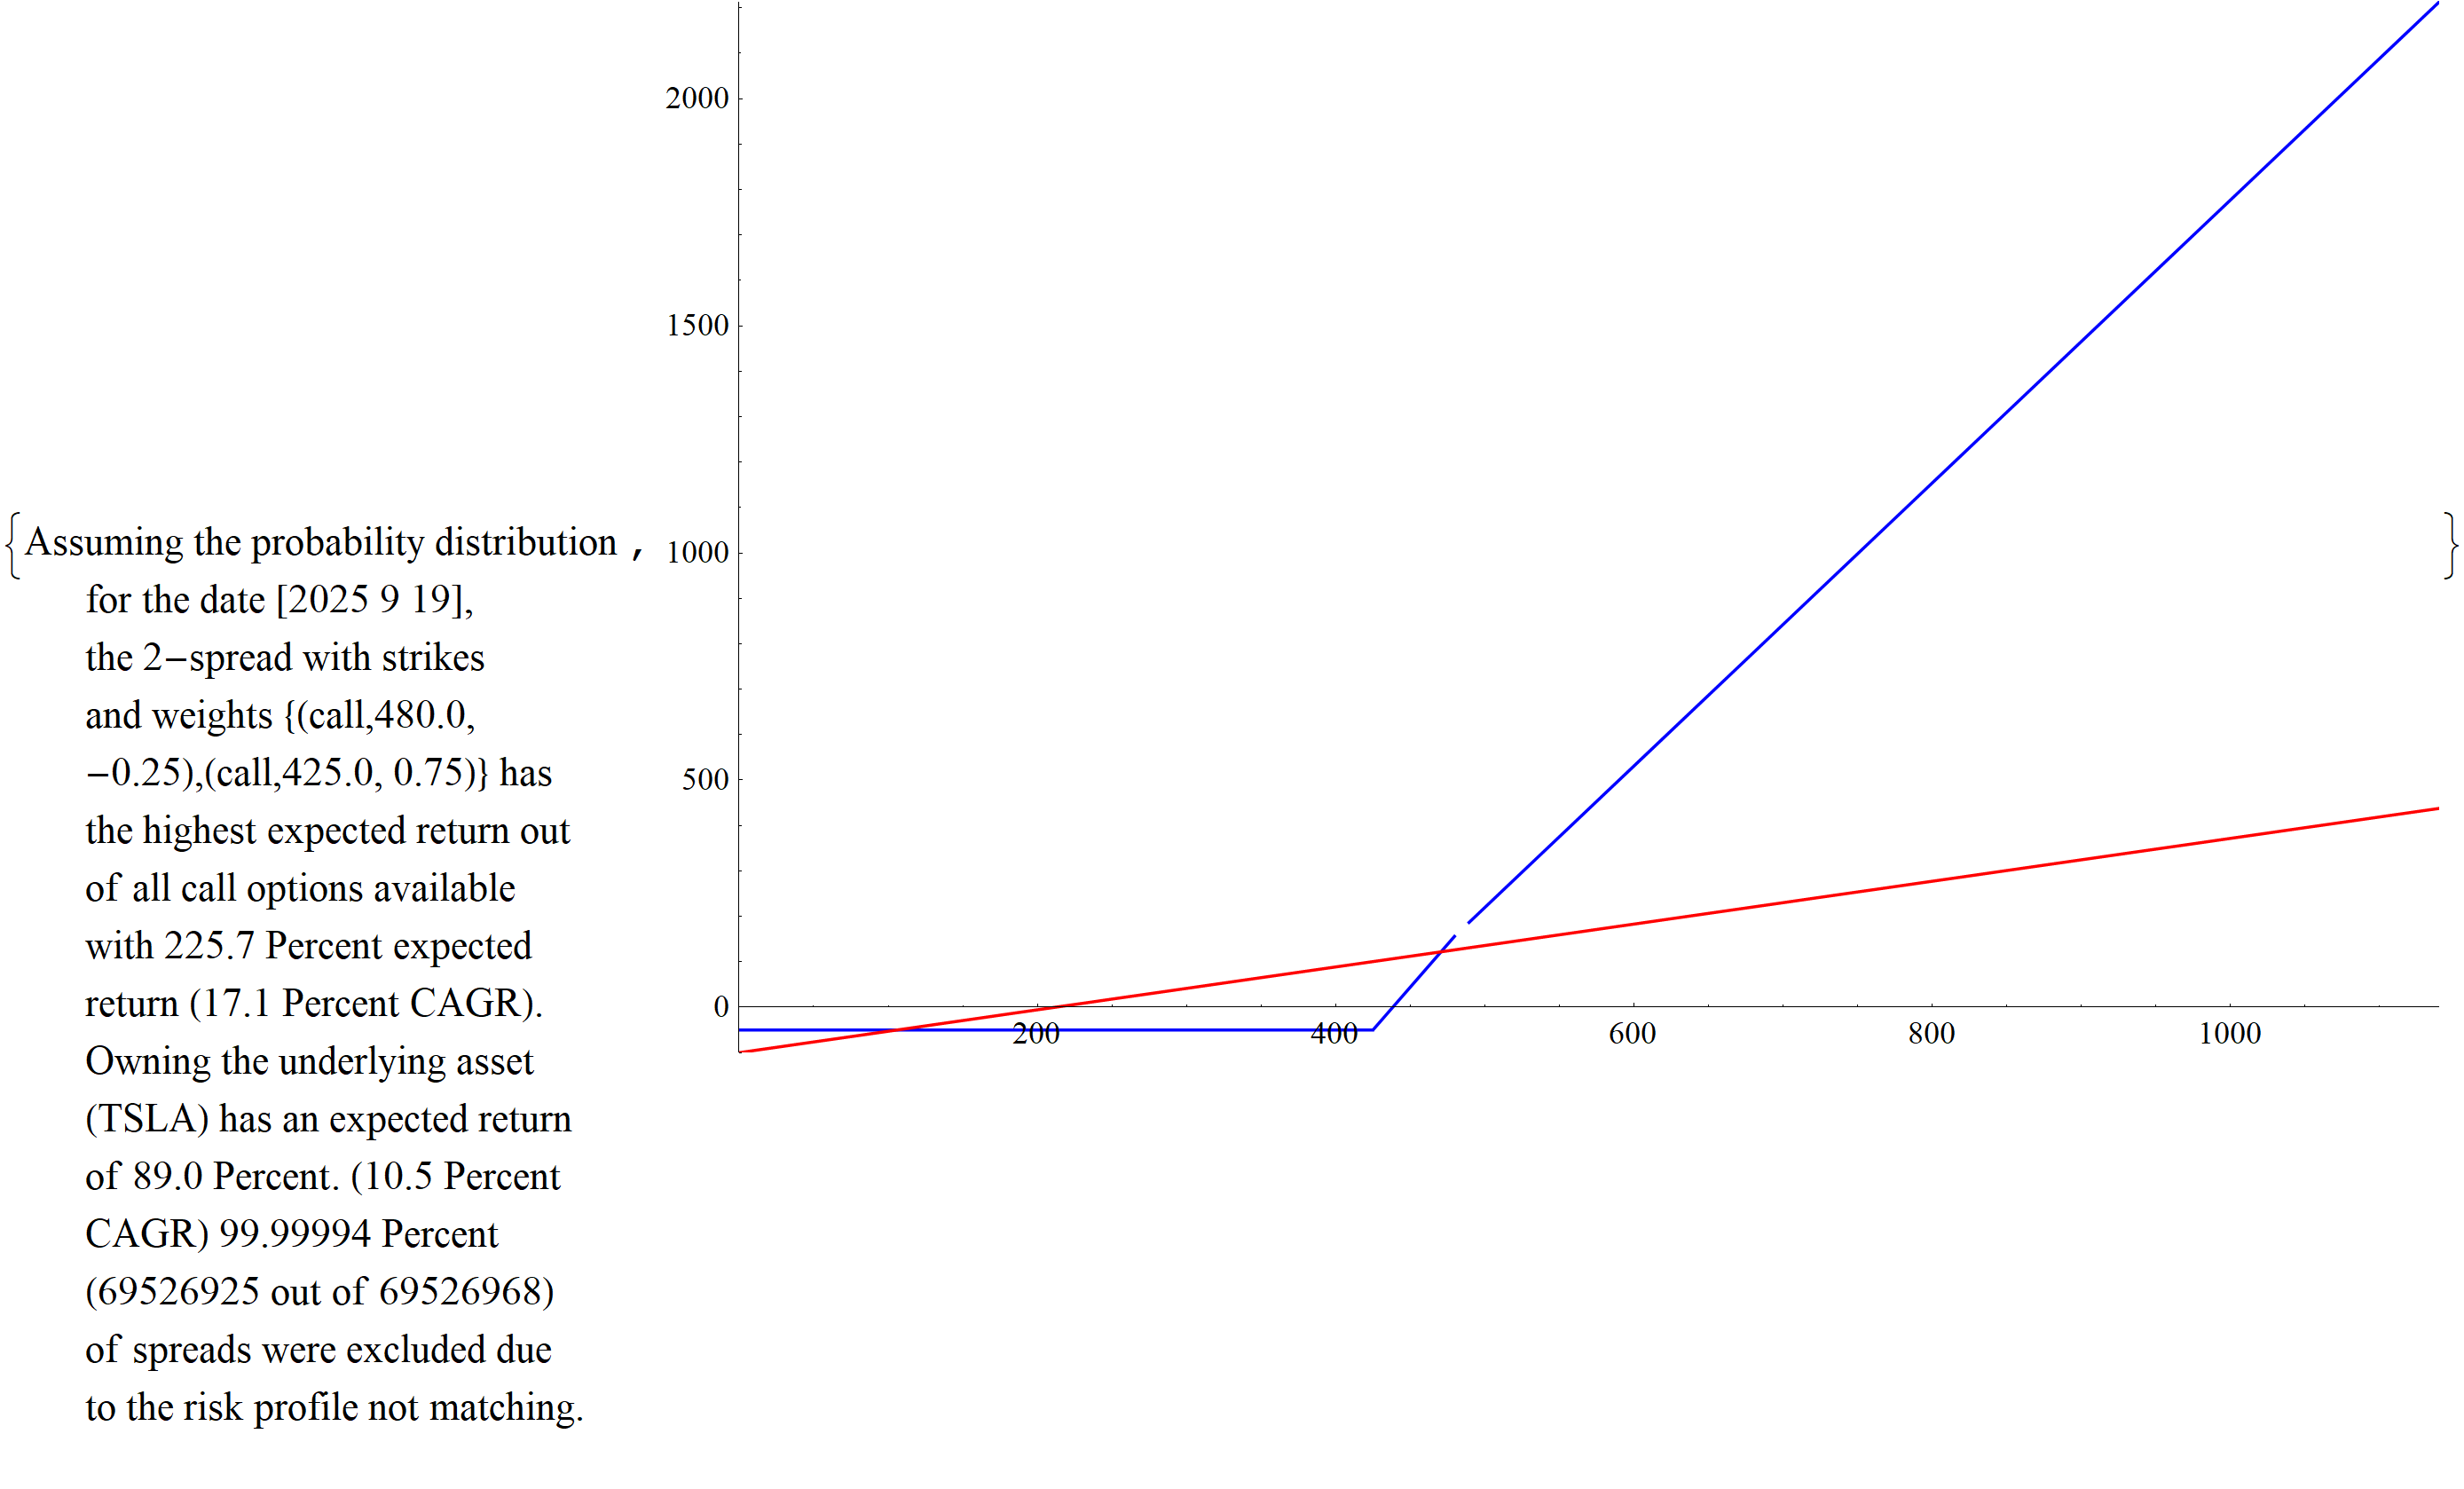 {Assuming the probability distribution ,
for the date [2025 9 19],
the 2−spread with strikes
and weights {(call,480.0,
−0.25),(call,425.0, 0.75)} has
the highest expected return out
of all call options available
with 225.7 Percent expected
return (17.1 Percent CAGR).
Owning the underlying asset
(TSLA) has an expected return
of 89.0 Percent. (10.5 Percent
CAGR) 99.99994 Percent
(69526925 out of 69526968)
of spreads were excluded due
to the risk profile not matching.
2000
1500
1000
500
0
200 400 600 800 1000
}